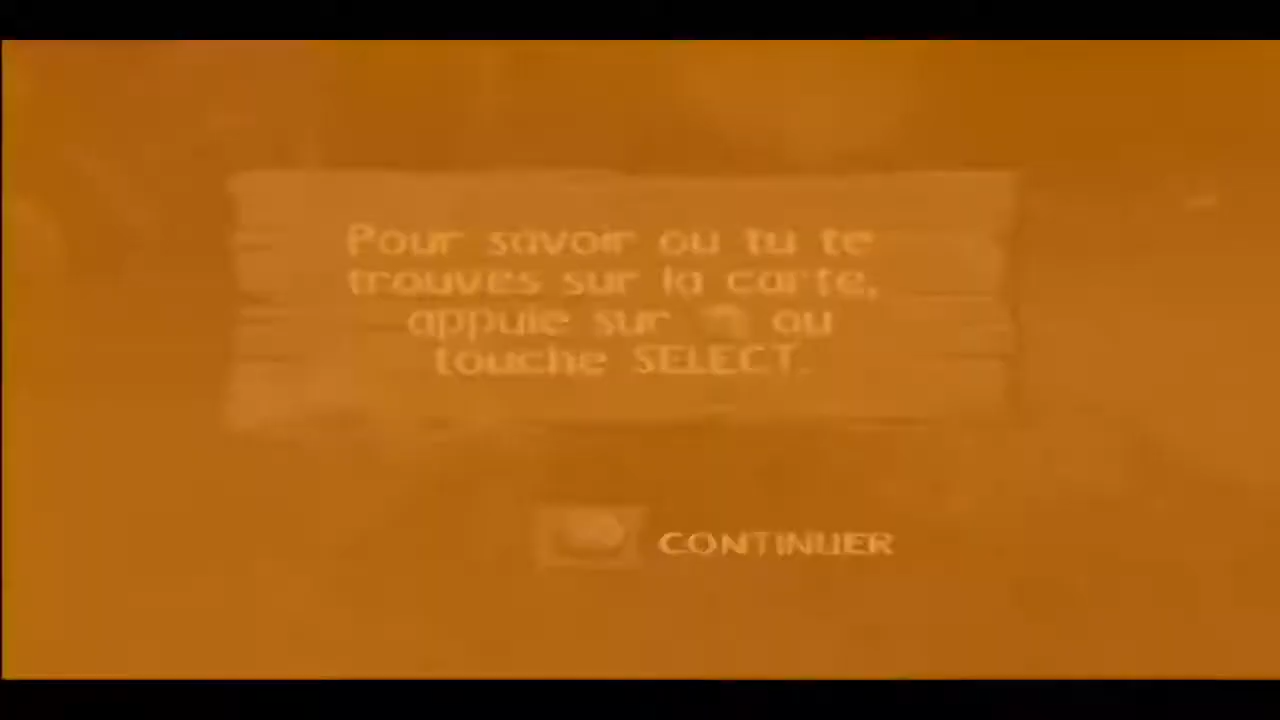 Pour savoir ou tu te
trouves sur la carte,
appuie sur ou
touche SELECT.
CONTINUER